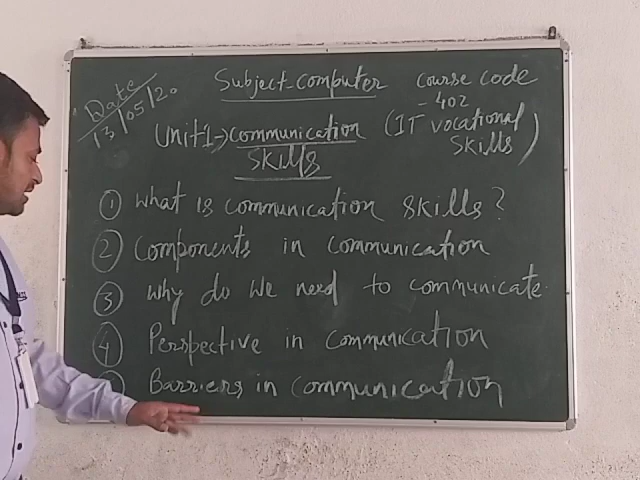 Date
13/05/20
Subject-computer
course code
-402
Unit1->communication
skills
(IT vocational
skills)
① What is communication skills?
② Components in communication
③ Why do we need to communicate
④ Perspective in communication
Barriers in communication